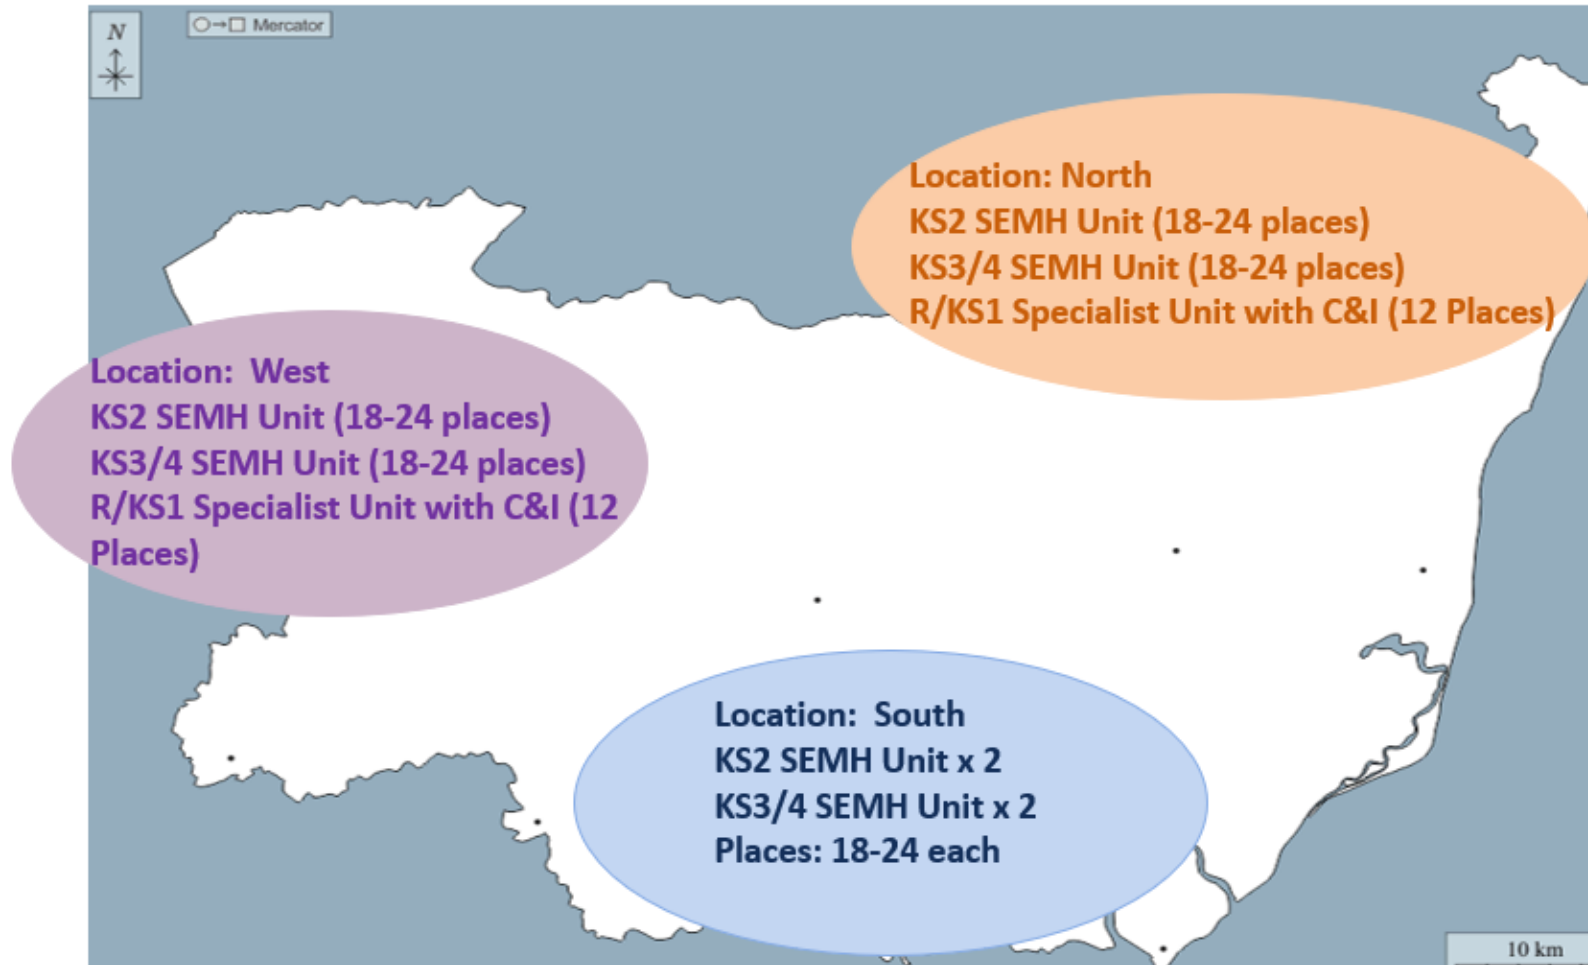 N
Mercator
Location: North
KS2 SEMH Unit (18-24 places)
KS3/4 SEMH Unit (18-24 places)
R/KS1 Specialist Unit with C&I (12 Places)
Location:  West
KS2 SEMH Unit (18-24 places)
KS3/4 SEMH Unit (18-24 places)
R/KS1 Specialist Unit with C&I (12
Places)
Location:  South
KS2 SEMH Unit x 2
KS3/4 SEMH Unit x 2
Places: 18-24 each
10 km